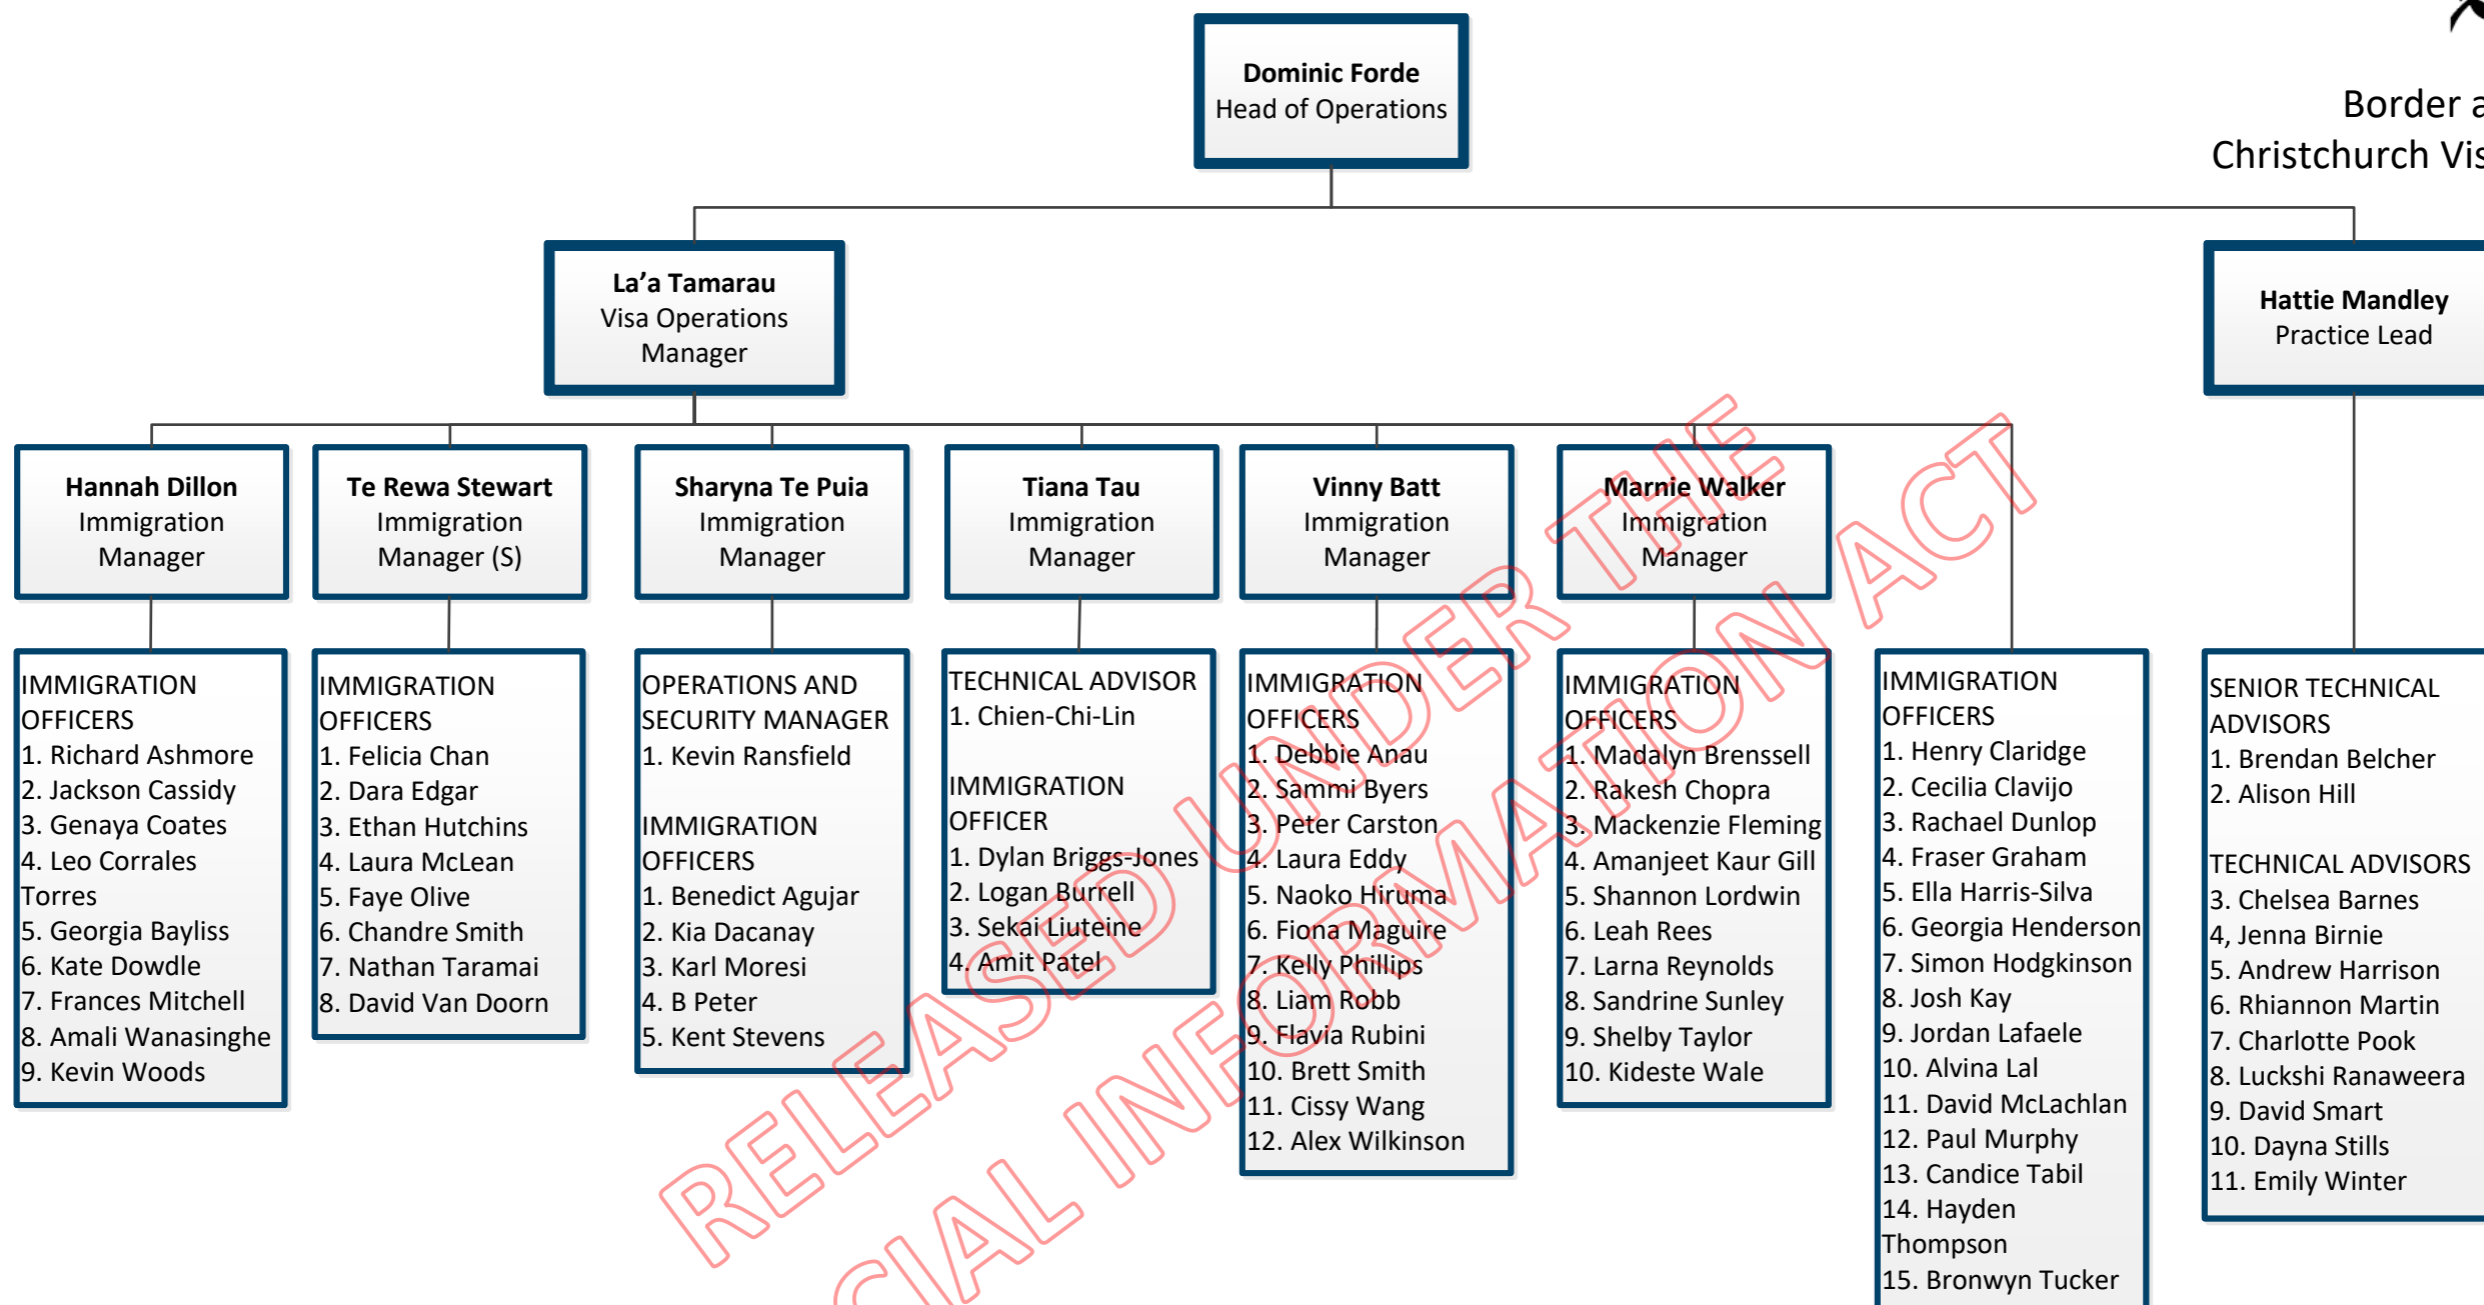 Dominic Forde
Head of Operations
Border a
Christchurch Vis
La'a Tamarau
Visa Operations
Manager
Hattie Mandley
Practice Lead
Hannah Dillon
Immigration
Manager
Te Rewa Stewart
Immigration
Manager (S)
Sharyna Te Puia
Immigration
Manager
Tiana Tau
Immigration
Manager
Vinny Batt
Immigration
Manager
Marnie Walker
Immigration
Manager
IMMIGRATION
OFFICERS
1. Richard Ashmore
2. Jackson Cassidy
3. Genaya Coates
4. Leo Corrales
Torres
5. Georgia Bayliss
6. Kate Dowdle
7. Frances Mitchell
8. Amali Wanasinghe
9. Kevin Woods
IMMIGRATION
OFFICERS
1. Felicia Chan
2. Dara Edgar
3. Ethan Hutchins
4. Laura McLean
5. Faye Olive
6. Chandre Smith
7. Nathan Taramai
8. David Van Doorn
OPERATIONS AND
SECURITY MANAGER
1. Kevin Ransfield
IMMIGRATION
OFFICERS
1. Benedict Agujar
2. Kia Dacanay
3. Karl Moresi
4. B Peter
5. Kent Stevens
TECHNICAL ADVISOR
1. Chien-Chi-Lin
IMMIGRATION
OFFICER
1. Dylan Briggs-Jones
2. Logan Burrell
3. Sekai Liuteine
4. Amit Patel
IMMIGRATION
OFFICERS
1. Debbie Anau
2. Sammi Byers
3. Peter Carston
4. Laura Eddy
5. Naoko Hiruma
6. Fiona Maguire
7. Kelly Phillips
8. Liam Robb
9. Flavia Rubini
10. Brett Smith
11. Cissy Wang
12. Alex Wilkinson
IMMIGRATION
OFFICERS
1. Madalyn Brenssell
2. Rakesh Chopra
3. Mackenzie Fleming
4. Amanjeet Kaur Gill
5. Shannon Lordwin
6. Leah Rees
7. Larna Reynolds
8. Sandrine Sunley
9. Shelby Taylor
10. Kideste Wale
IMMIGRATION
OFFICERS
1. Henry Claridge
2. Cecilia Clavijo
3. Rachael Dunlop
4. Fraser Graham
5. Ella Harris-Silva
6. Georgia Henderson
7. Simon Hodgkinson
8. Josh Kay
9. Jordan Lafaele
10. Alvina Lal
11. David McLachlan
12. Paul Murphy
13. Candice Tabil
14. Hayden
Thompson
15. Bronwyn Tucker
SENIOR TECHNICAL
ADVISORS
1. Brendan Belcher
2. Alison Hill
TECHNICAL ADVISORS
3. Chelsea Barnes
4, Jenna Birnie
5. Andrew Harrison
6. Rhiannon Martin
7. Charlotte Pook
8. Luckshi Ranaweera
9. David Smart
10. Dayna Stills
11. Emily Winter
RELEASED UNDER THE
CIAL INFORMATION ACT